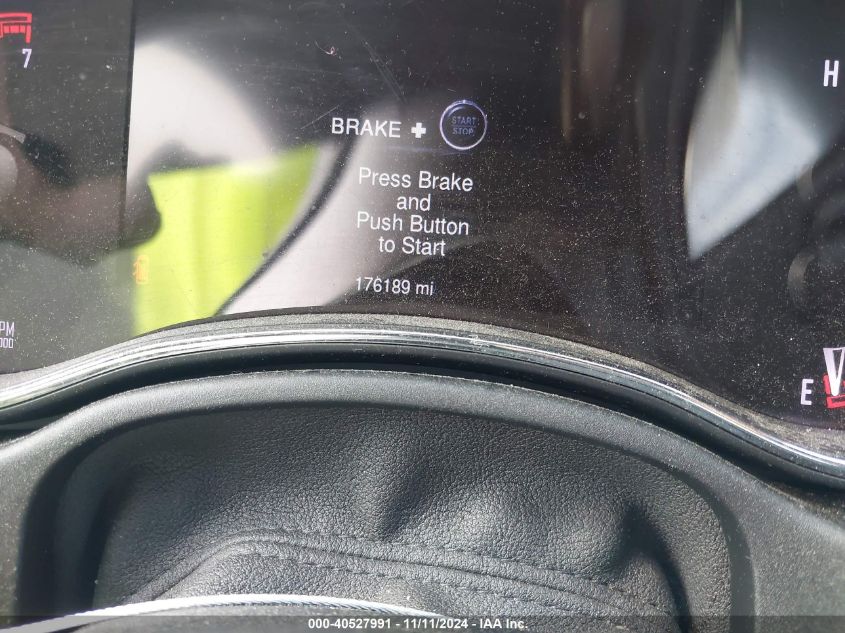 7
H
BRAKE + START
STOP
Press Brake
and
Push Button
to Start
176189 mi
PM
000
E
000-40527991 - 11/11/2024 - IAA Inc.